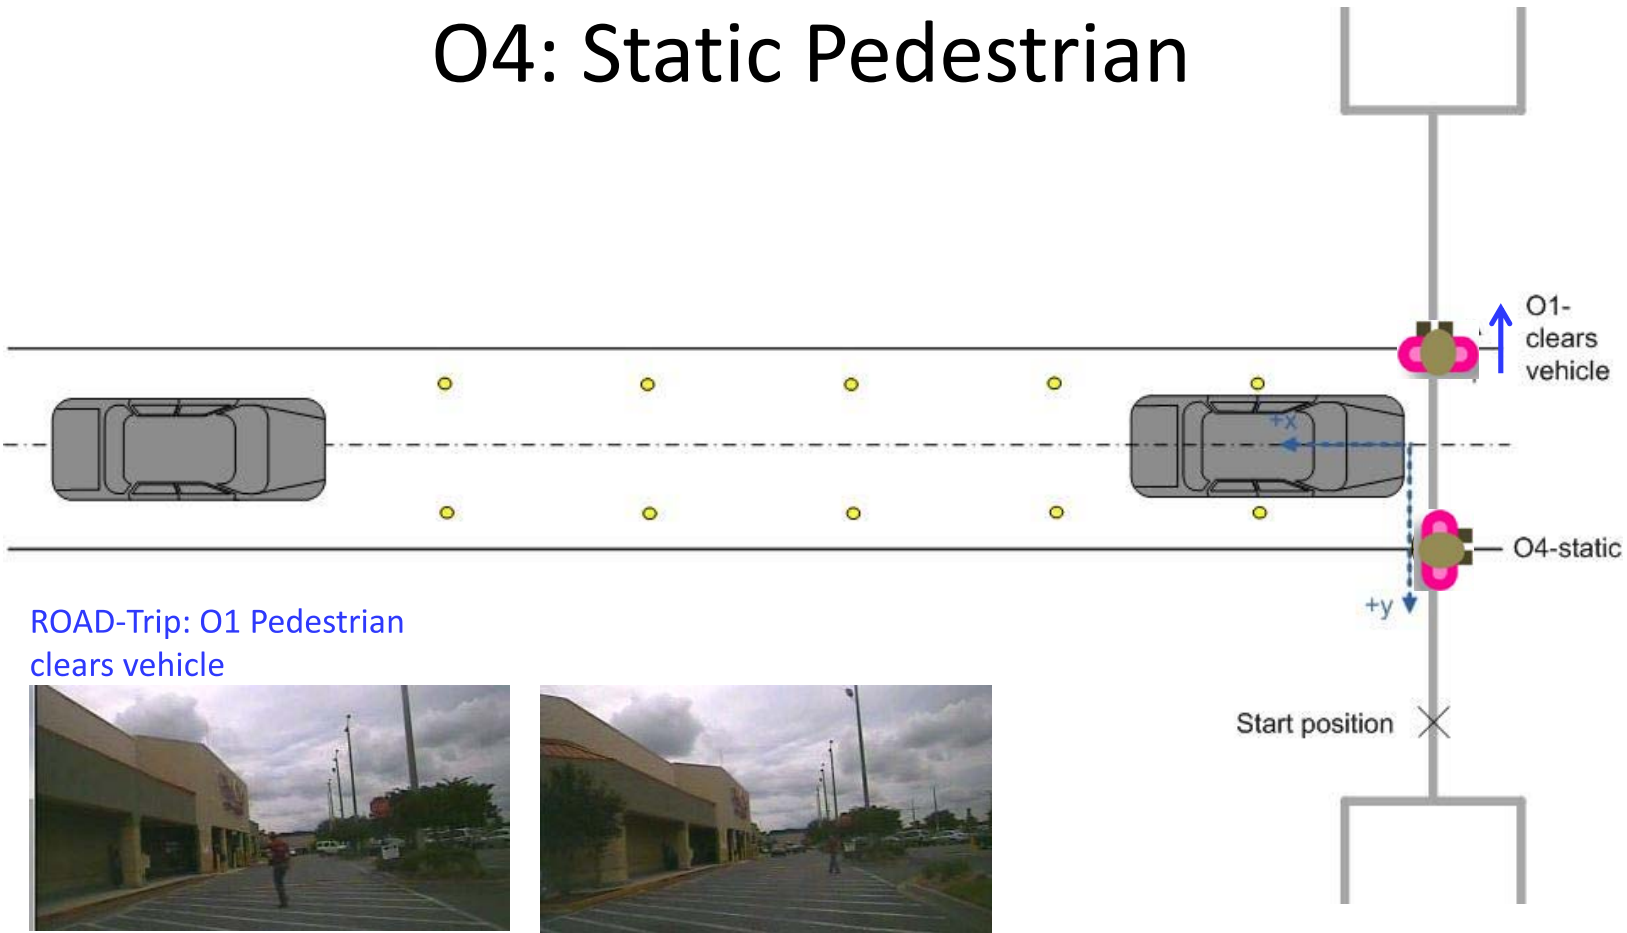 O4: Static Pedestrian
O1-
clears
vehicle
+x
O4-static
+y
ROAD-Trip: O1 Pedestrian
clears vehicle
Start position